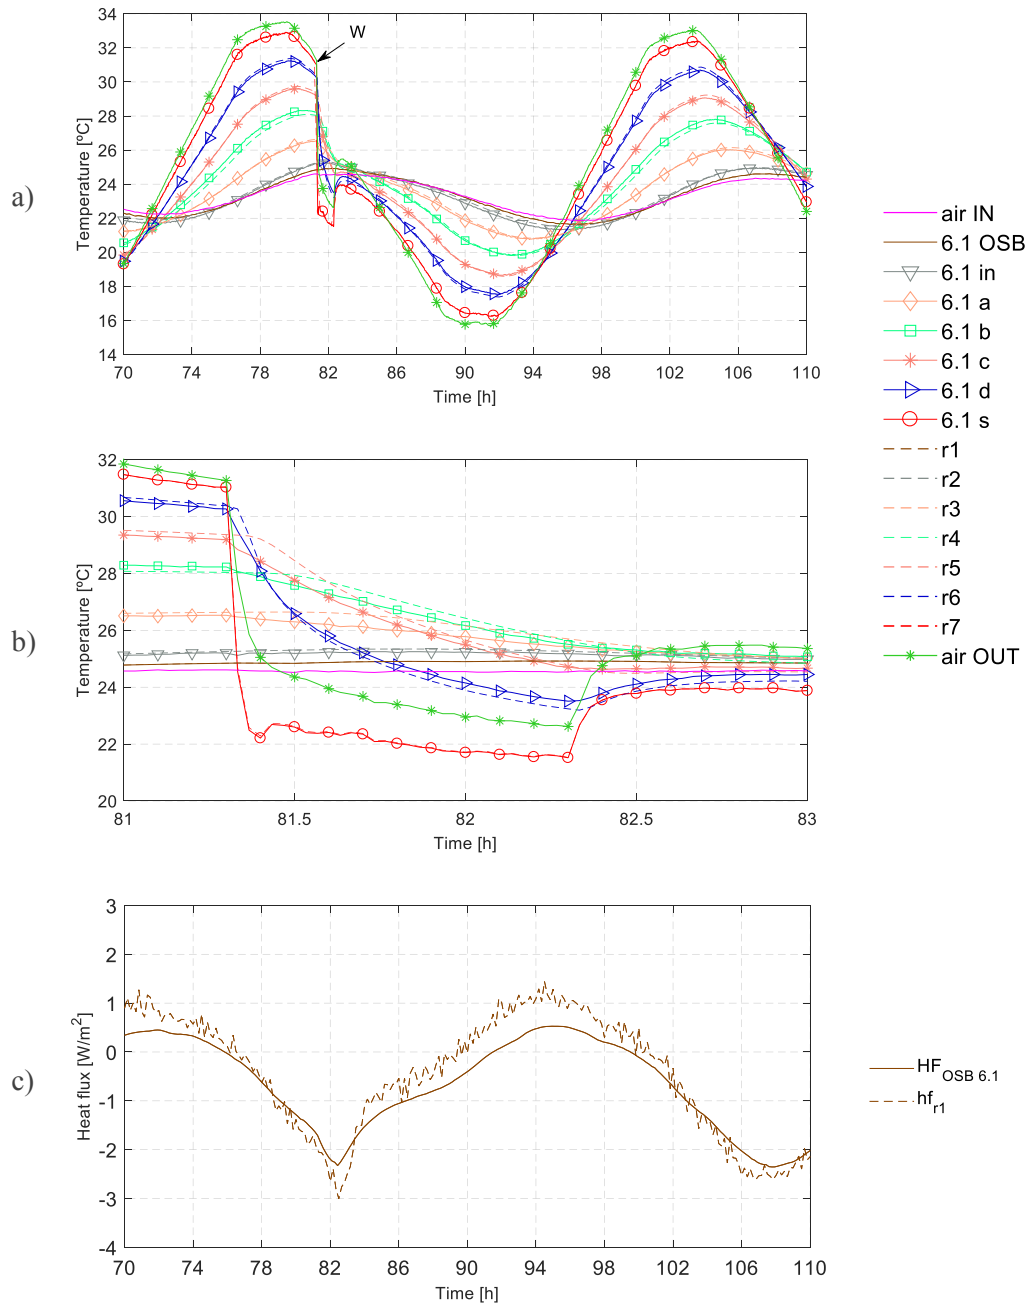 a)
Temperature [ºC]
34
32
30
28
26
24
22
20
18
16
14
W
70 74 78 82 86 90 94 98 102 106 110
Time [h]
b)
Temperature [ºC]
32
30
28
26
24
22
20
81 81.5 82 82.5 83
Time [h]
air IN
6.1 OSB
6.1 in
6.1 a
6.1 b
6.1 c
6.1 d
6.1 s
r1
r2
r3
r4
r5
r6
r7
air OUT
c)
Heat flux [W/m²]
3
2
1
0
-1
-2
-3
-4
70 74 78 82 86 90 94 98 102 106 110
Time [h]
HF OSB 6.1
hf r1